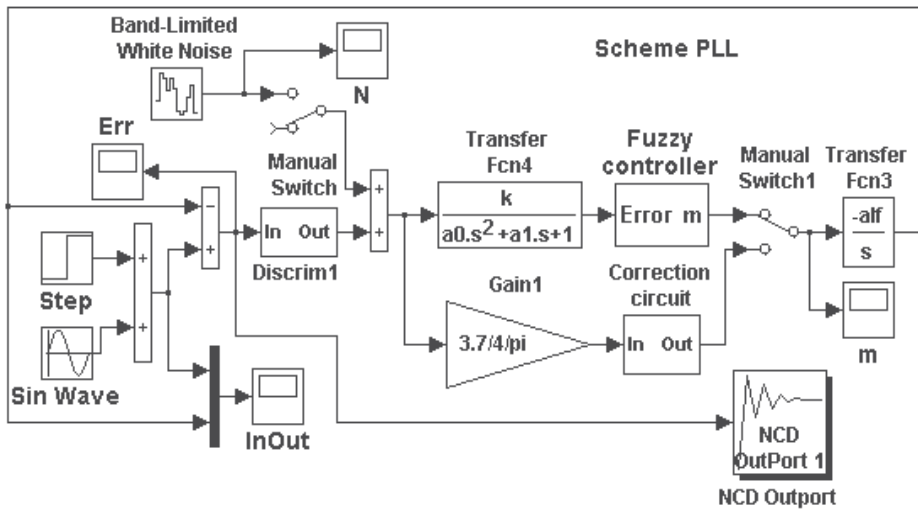 Band-Limited
White Noise
N
Scheme PLL
Err
Manual
Switch
Transfer
Fcn4
Fuzzy
controller
Manual
Switch1
Transfer
Fcn3
+
+
k
a0.s²+a1.s+1
Error m
-alf
s
−
+
In Out
Discrim1
Step
+
+
Gain1
3.7/4/pi
Correction
circuit
In Out
m
Sin Wave
InOut
NCD
OutPort 1
NCD Outport